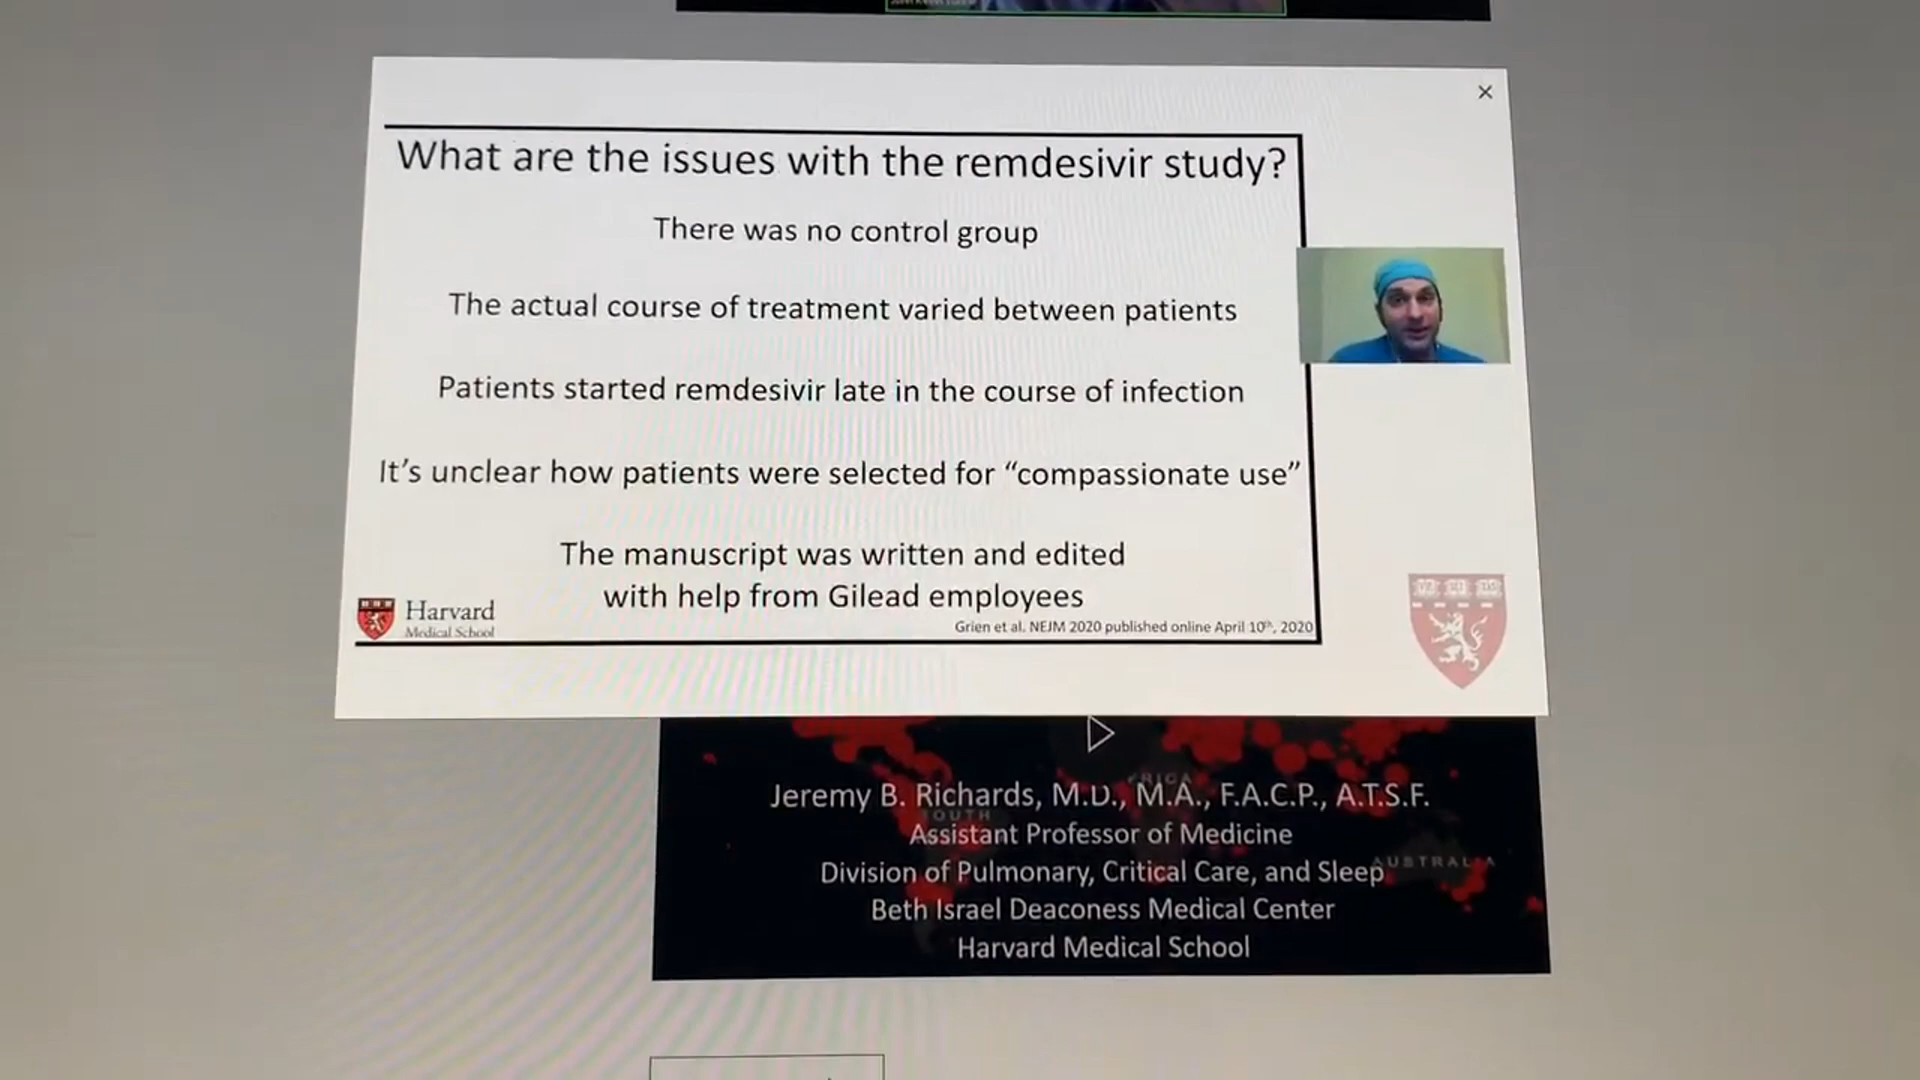 What are the issues with the remdesivir study?
There was no control group
The actual course of treatment varied between patients
Patients started remdesivir late in the course of infection
It's unclear how patients were selected for “compassionate use”
The manuscript was written and edited
with help from Gilead employees
Harvard
Medical School
Grien et al. NEJM 2020 published online April 10th, 2020
Jeremy B. Richards, M.D., M.A., F.A.C.P., A.T.S.F.
Assistant Professor of Medicine
Division of Pulmonary, Critical Care, and Sleep
AUSTRALIA
Beth Israel Deaconess Medical Center
Harvard Medical School